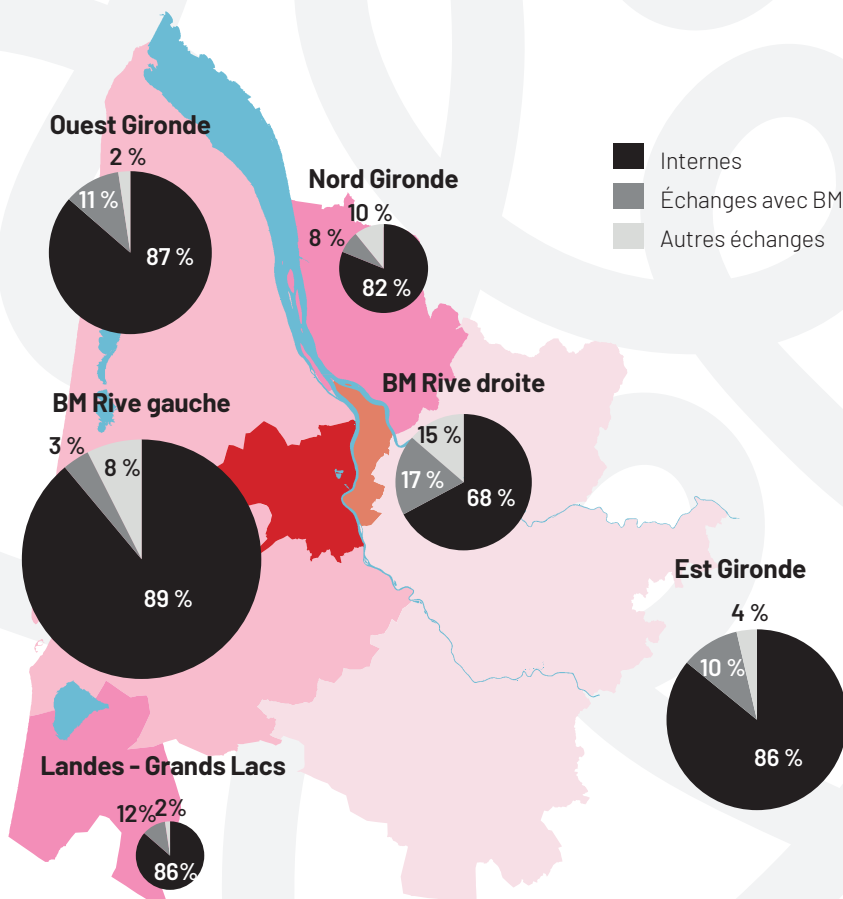 Ouest Gironde
2 %
11 %
87 %
Nord Gironde
10 %
8 %
82 %
Internes
Échanges avec BM
Autres échanges
BM Rive gauche
3 %
8 %
89 %
BM Rive droite
15 %
17 %
68 %
Est Gironde
4 %
10 %
86 %
Landes - Grands Lacs
12% 2%
86%